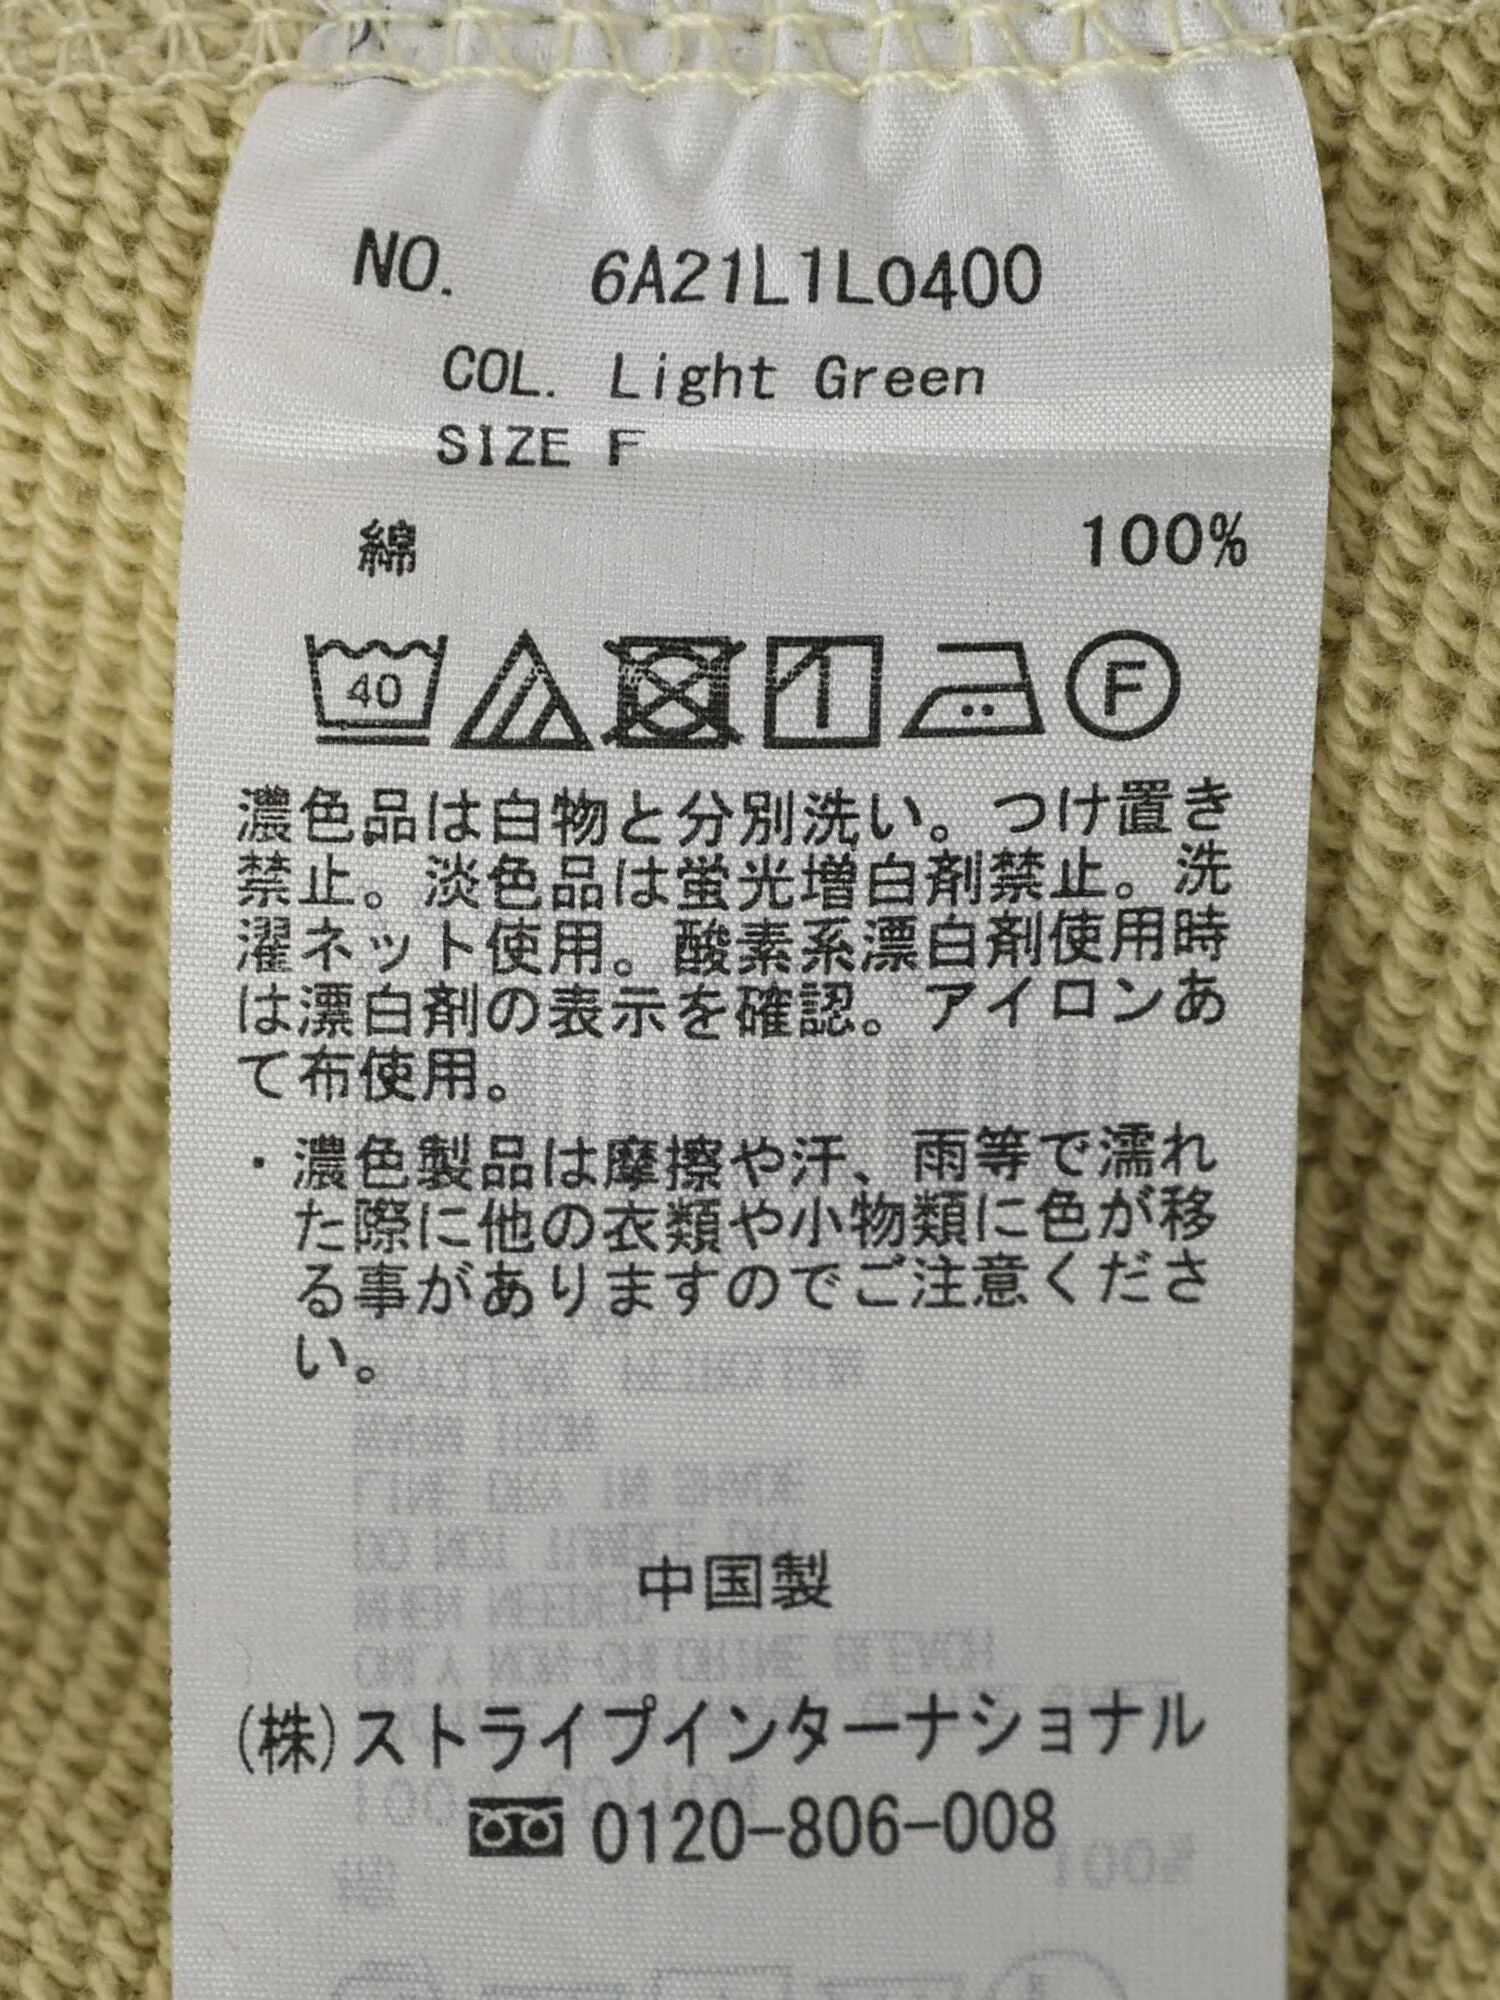 NO. 6A21L1L0400
COL. Light Green
SIZE F
綿 100%
40
F
濃色品は白物と分別洗い。つけ置き
禁止。淡色品は蛍光増白剤禁止。洗
濯ネット使用。酸素系漂白剤使用時
は漂白剤の表示を確認。アイロンあ
て布使用。
・濃色製品は摩擦や汗、雨等で濡れ
た際に他の衣類や小物類に色が移
る事がありますのでご注意くださ
い。
中国製
(株)ストライプインターナショナル
0120-806-008